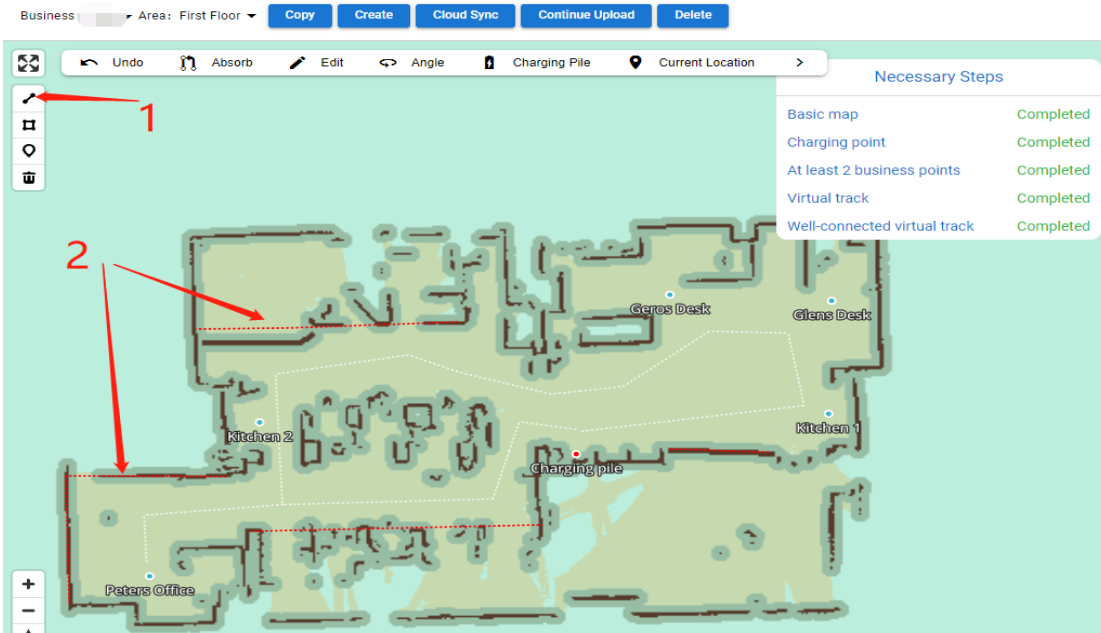 Business Area: First Floor Copy Create Cloud Sync Continue Upload Delete
Undo Absorb Edit Angle Charging Pile Current Location >
Necessary Steps
Basic map Completed
Charging point Completed
At least 2 business points Completed
Virtual track Completed
Well-connected virtual track Completed
1
2
Geros Desk
Glens Desk
Kitchen 2
Kitchen 1
Charging pile
Peters Office
+
−